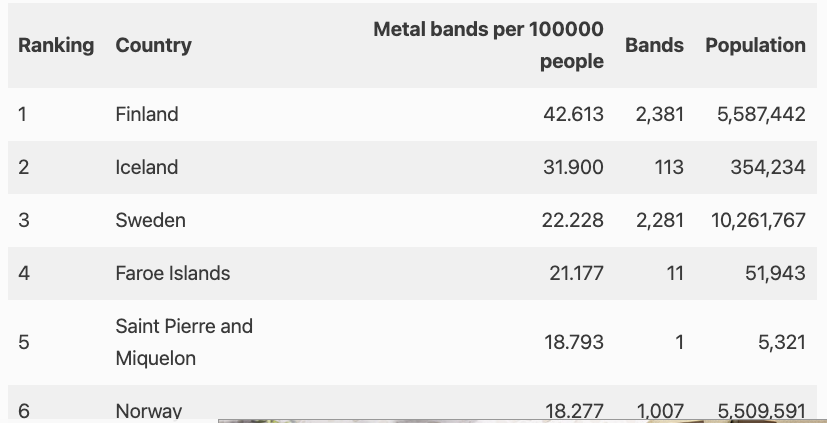 Ranking Country Metal bands per 100000 people Bands Population
1 Finland 42.613 2,381 5,587,442
2 Iceland 31.900 113 354,234
3 Sweden 22.228 2,281 10,261,767
4 Faroe Islands 21.177 11 51,943
5 Saint Pierre and Miquelon 18.793 1 5,321
6 Norway 18.277 1,007 5,509,591